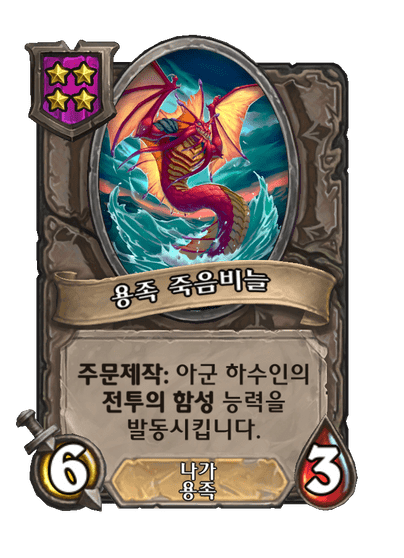 용족 죽음비늘
주문제작: 아군 하수인의
전투의 함성 능력을
발동시킵니다.
6
나가
용족
3